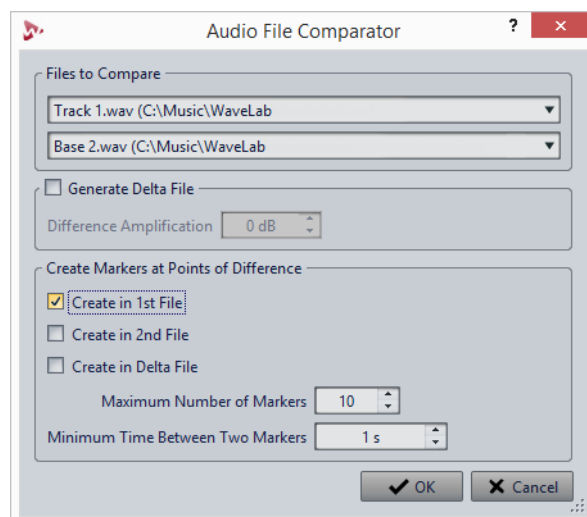 Audio File Comparator
?
Files to Compare
Track 1.wav (C:\Music\WaveLab
Base 2.wav (C:\Music\WaveLab
Generate Delta File
Difference Amplification 0 dB
Create Markers at Points of Difference
Create in 1st File
Create in 2nd File
Create in Delta File
Maximum Number of Markers 10
Minimum Time Between Two Markers 1 s
OK Cancel